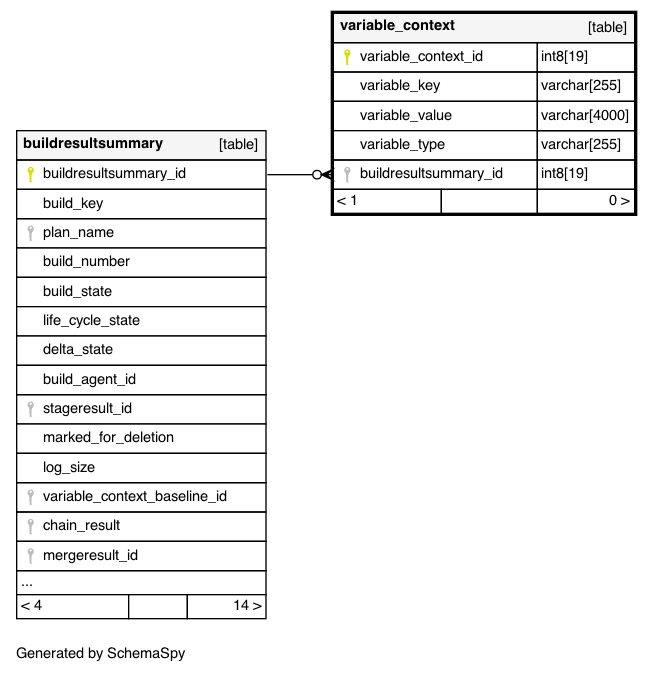 variable_context [table]
variable_context_id int8[19]
variable_key varchar[255]
variable_value varchar[4000]
variable_type varchar[255]
buildresultsummary_id int8[19]
< 1 0 >
buildresultsummary [table]
buildresultsummary_id
build_key
plan_name
build_number
build_state
life_cycle_state
delta_state
build_agent_id
stageresult_id
marked_for_deletion
log_size
variable_context_baseline_id
chain_result
mergeresult_id
...
< 4 14 >
Generated by SchemaSpy